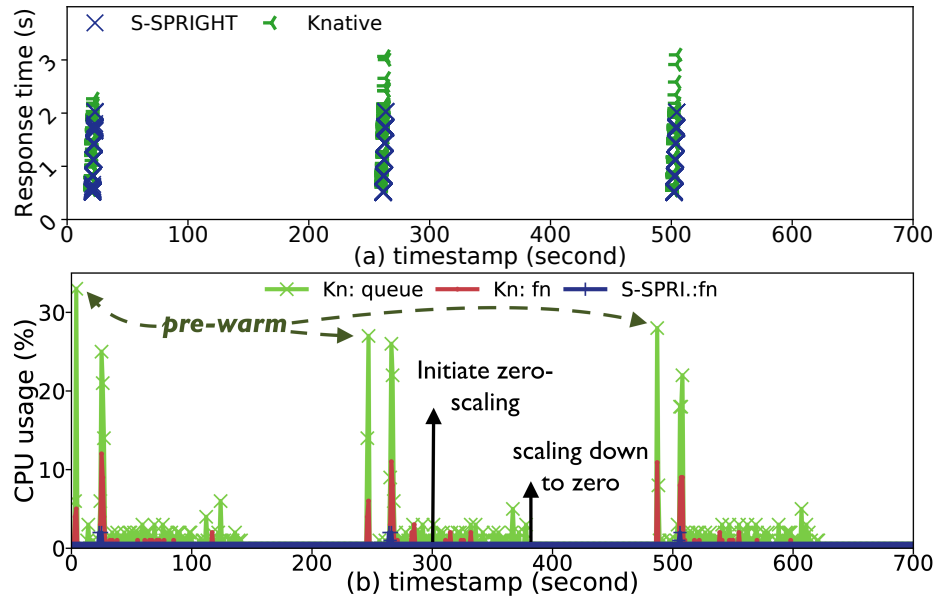 S-SPRIGHT Knative
Response time (s)
3
2
1
0
0 100 200 300 400 500 600 700
(a) timestamp (second)
Kn: queue Kn: fn S-SPRI.:fn
CPU usage (%)
30
20
10
0
pre-warm
Initiate zero-
scaling
scaling down
to zero
0 100 200 300 400 500 600 700
(b) timestamp (second)